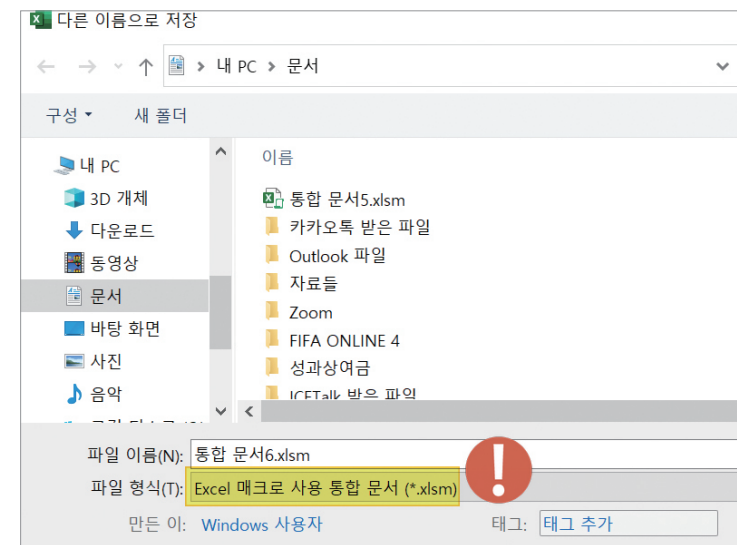 다른 이름으로 저장
내 PC > 문서
구성 새 폴더
이름
내 PC
3D 개체
다운로드
동영상
문서
바탕 화면
사진
음악
통합 문서5.xlsm
카카오톡 받은 파일
Outlook 파일
자료들
Zoom
FIFA ONLINE 4
성과상여금
ICETalk 받은 파일
파일 이름(N): 통합 문서6.xlsm
파일 형식(T): Excel 매크로 사용 통합 문서 (*.xlsm)
만든 이: Windows 사용자 태그: 태그 추가